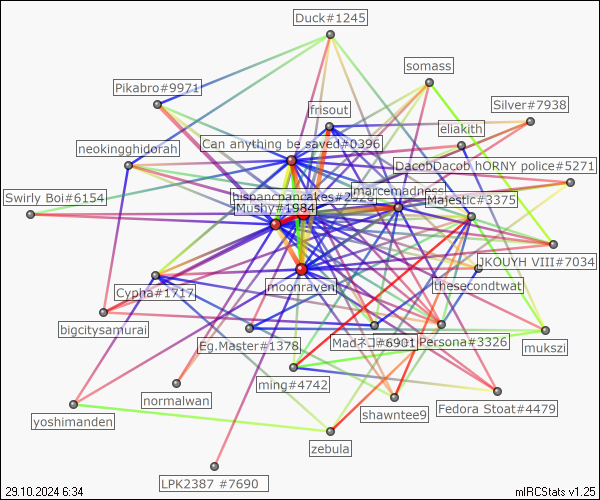 Duck#1245
somass
Pikabro#9971
Silver#7938
frisout
eliakith
Can anything be saved#0396
neokingghidorah
DacobDacob hORNY police#5271
marcemadness
Swirly Boi#6154
Majestic#3375
Mushy#1984
JKOUYH VIII#7034
moonraven
thesecondtwat
Cypha#1717
bigcitysamurai
Eg.Master#1378
Madネコ#6901
Persona#3326
mukszi
ming#4742
normalwan
shawntee9
Fedora Stoat#4479
yoshimanden
zebula
LPK2387 #7690
29.10.2024 6:34
mIRCStats v1.25